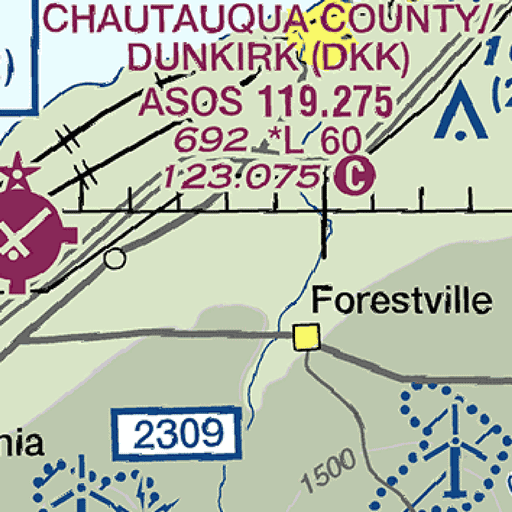 CHAUTAUQUA COUNTY/
DUNKIRK (DKK)
ASOS 119.275
692 *L 60
123.075 C
Forestville
2309
nia
1500